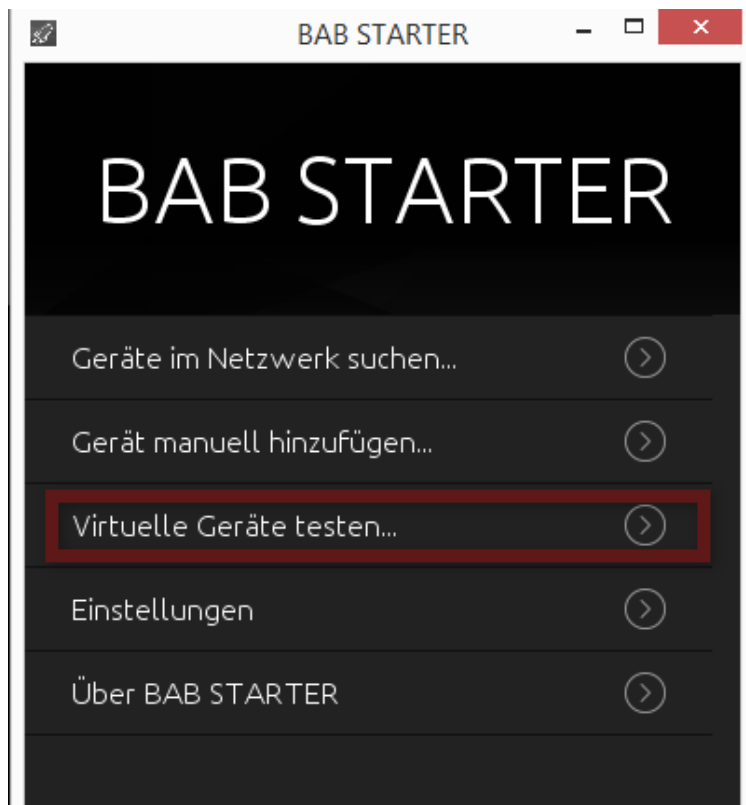 BAB STARTER
BAB STARTER
Geräte im Netzwerk suchen...
Gerät manuell hinzufügen...
Virtuelle Geräte testen...
Einstellungen
Über BAB STARTER